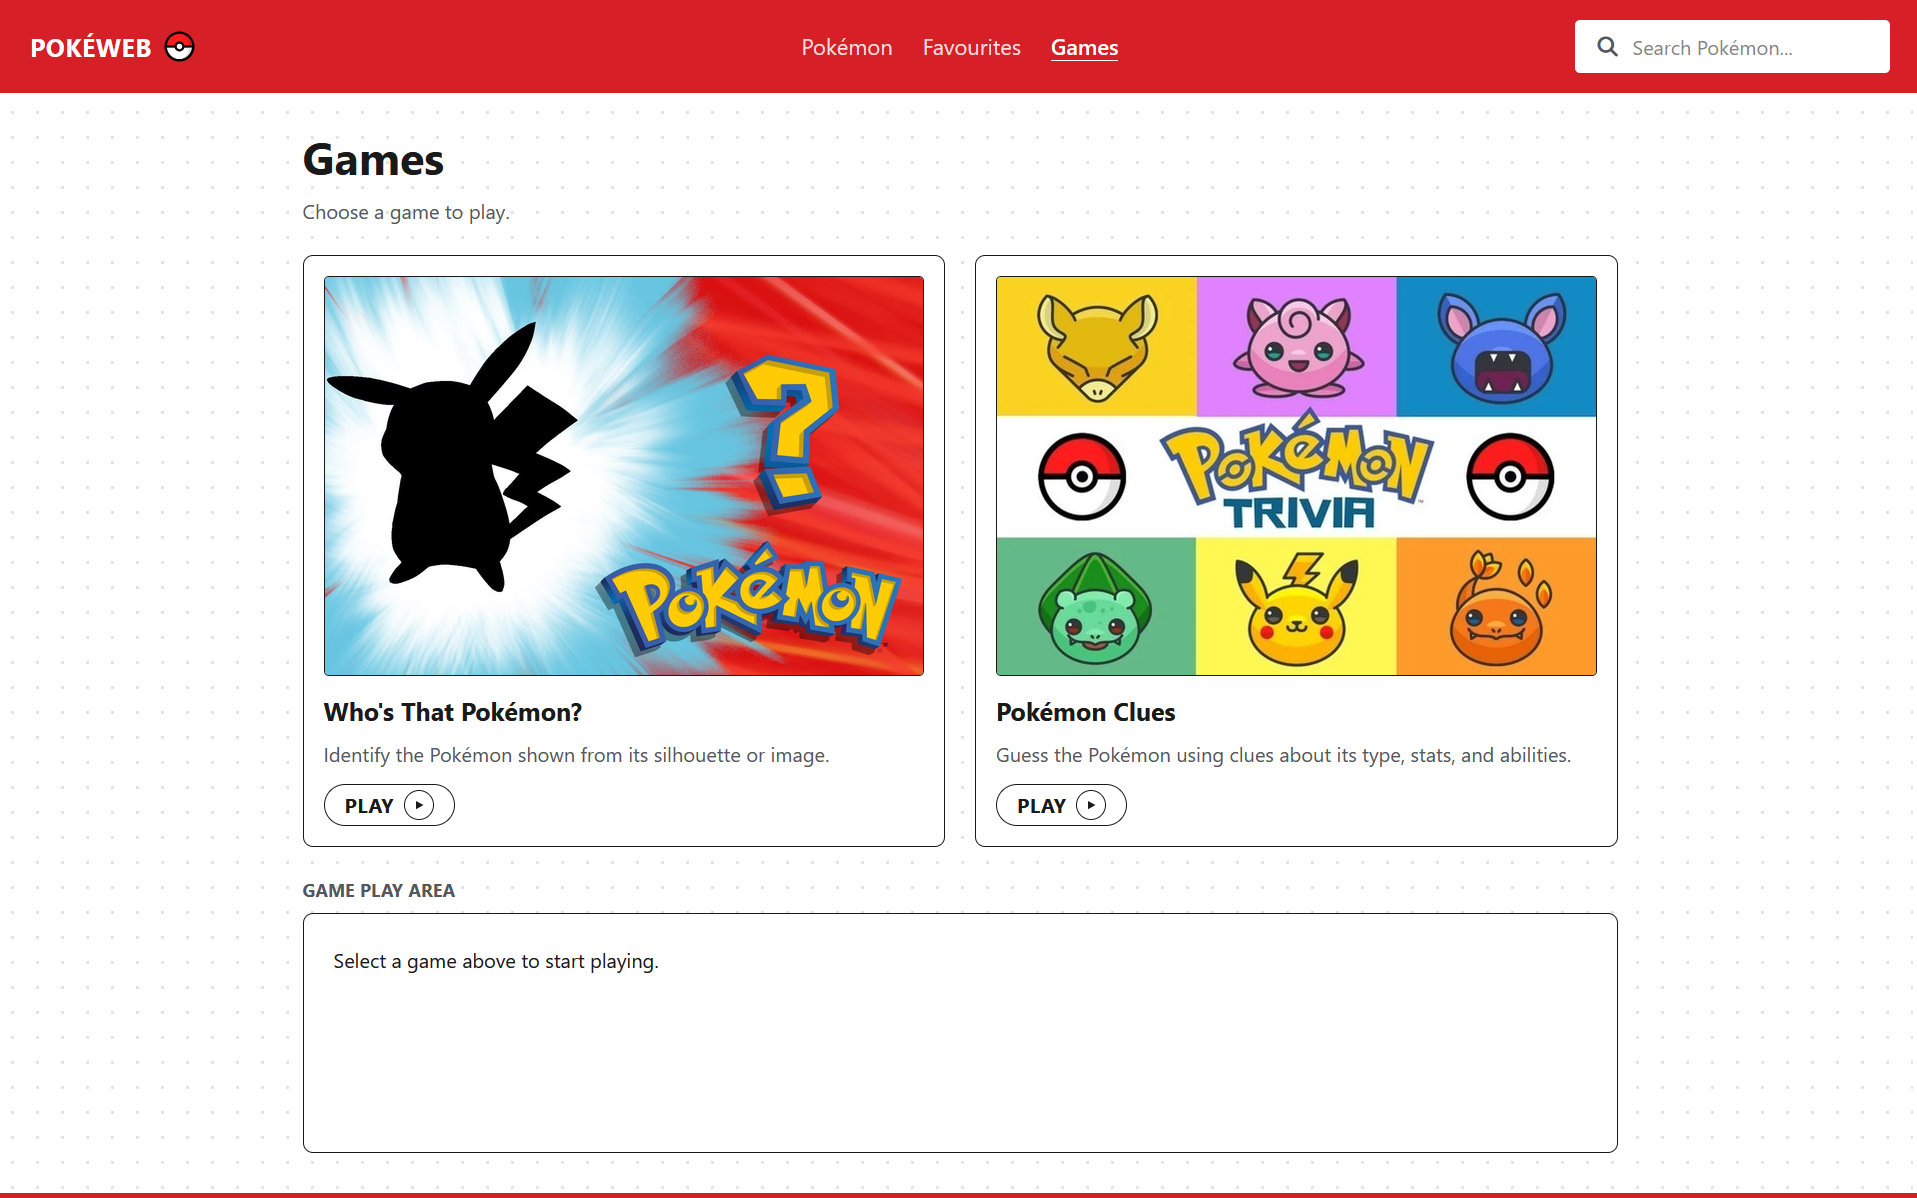 POKÉWEB
Pokémon Favourites Games
Search Pokémon...
Games
Choose a game to play.
?
POKéMON
POKéMON
™
TRIVIA
Who's That Pokémon?
Identify the Pokémon shown from its silhouette or image.
PLAY
Pokémon Clues
Guess the Pokémon using clues about its type, stats, and abilities.
PLAY
GAME PLAY AREA
Select a game above to start playing.